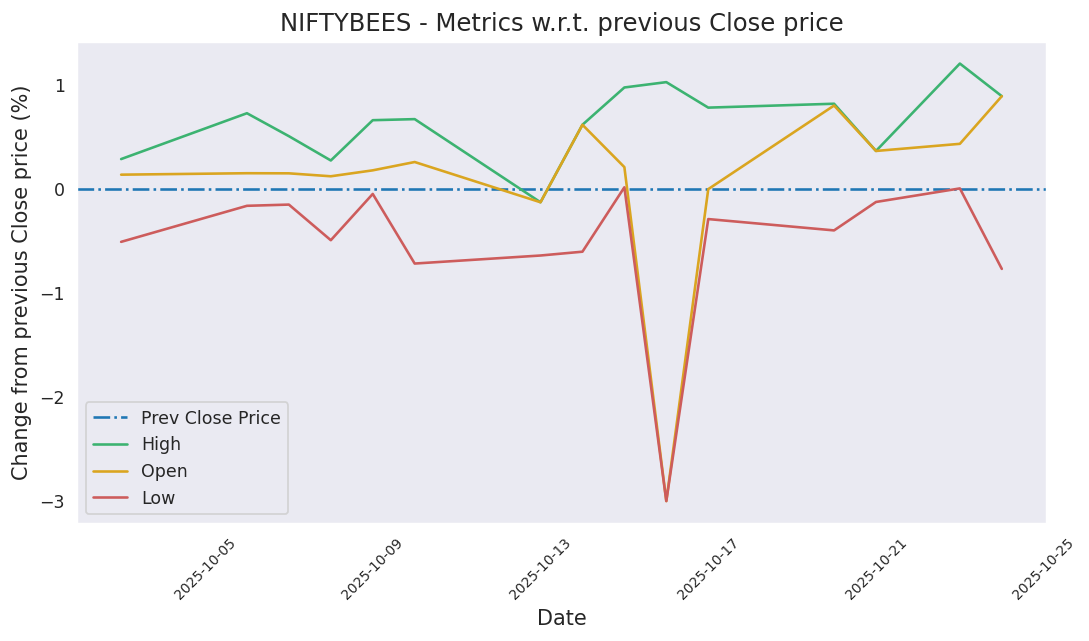 NIFTYBEES - Metrics w.r.t. previous Close price
Change from previous Close price (%)
1
0
−1
−2
−3
Prev Close Price
High
Open
Low
2025-10-05
2025-10-09
2025-10-13
2025-10-17
2025-10-21
2025-10-25
Date